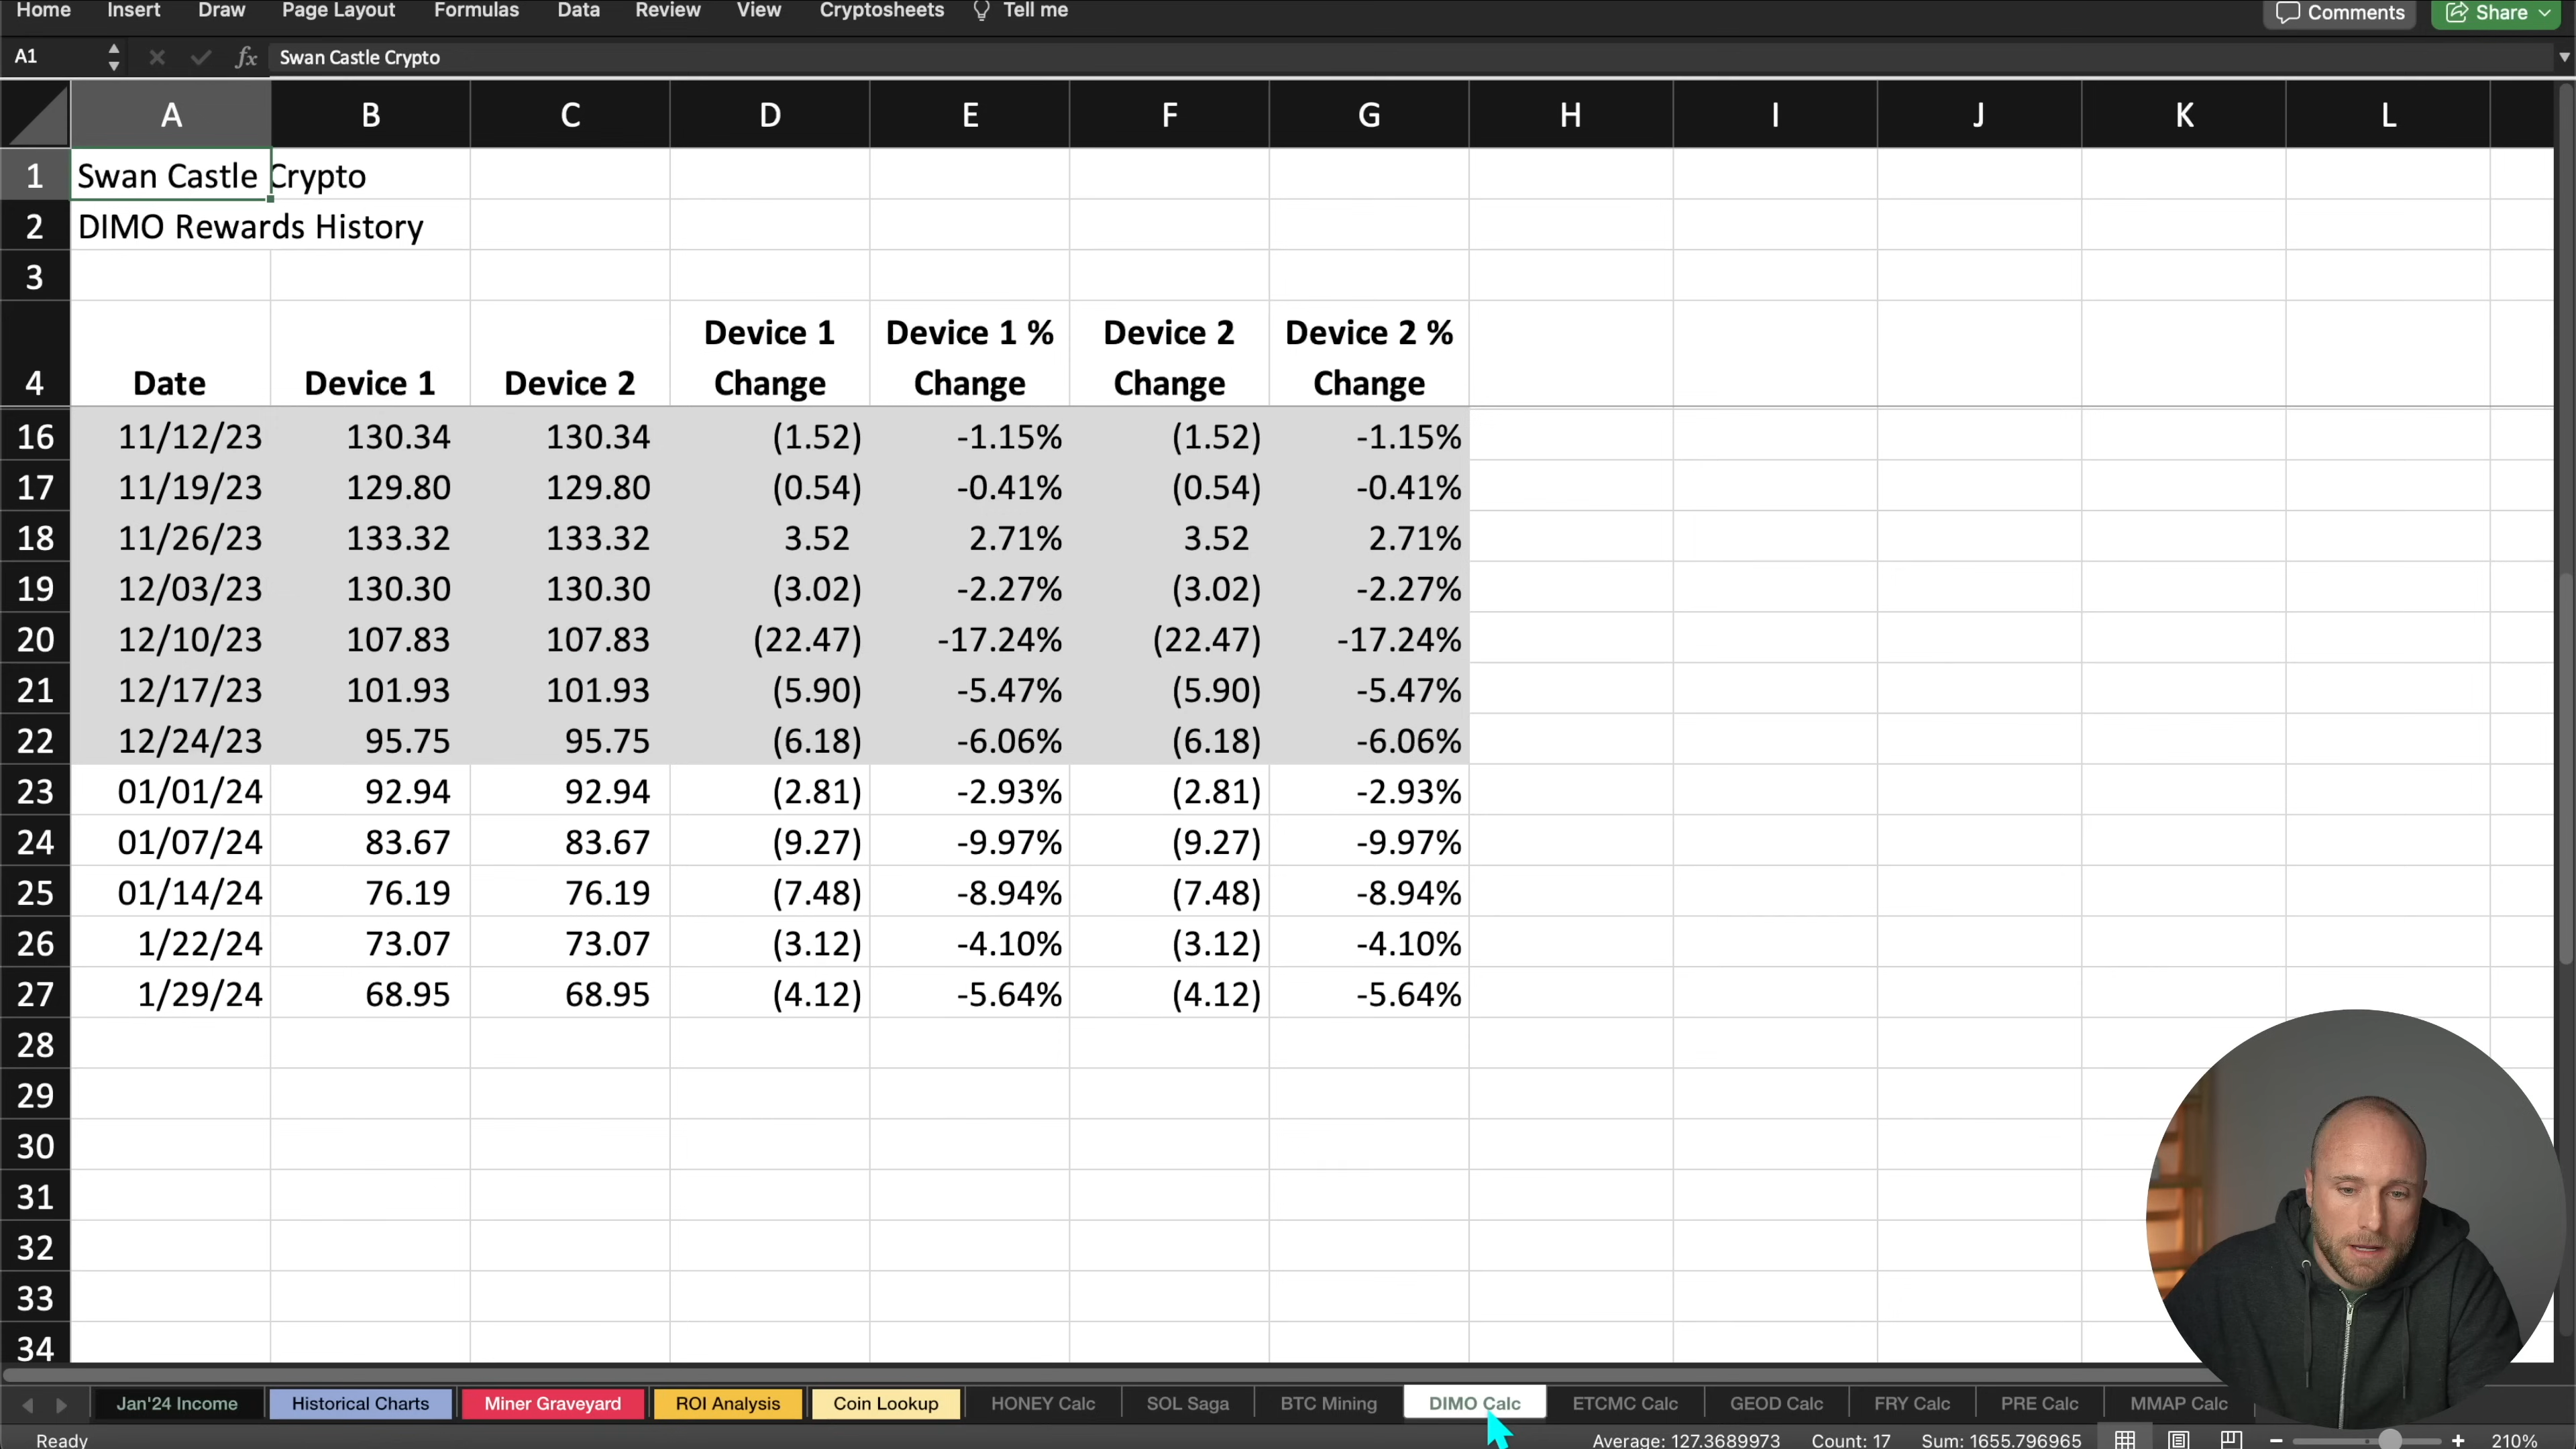 Home Insert Draw Page Layout Formulas Data Review View Cryptosheets Tell me Comments Share
A1 fx Swan Castle Crypto
A B C D E F G H I J K L
1 Swan Castle Crypto
2 DIMO Rewards History
3
4 Date Device 1 Device 2 Device 1 Change Device 1 % Change Device 2 Change Device 2 % Change
16 11/12/23 130.34 130.34 (1.52) -1.15% (1.52) -1.15%
17 11/19/23 129.80 129.80 (0.54) -0.41% (0.54) -0.41%
18 11/26/23 133.32 133.32 3.52 2.71% 3.52 2.71%
19 12/03/23 130.30 130.30 (3.02) -2.27% (3.02) -2.27%
20 12/10/23 107.83 107.83 (22.47) -17.24% (22.47) -17.24%
21 12/17/23 101.93 101.93 (5.90) -5.47% (5.90) -5.47%
22 12/24/23 95.75 95.75 (6.18) -6.06% (6.18) -6.06%
23 01/01/24 92.94 92.94 (2.81) -2.93% (2.81) -2.93%
24 01/07/24 83.67 83.67 (9.27) -9.97% (9.27) -9.97%
25 01/14/24 76.19 76.19 (7.48) -8.94% (7.48) -8.94%
26 1/22/24 73.07 73.07 (3.12) -4.10% (3.12) -4.10%
27 1/29/24 68.95 68.95 (4.12) -5.64% (4.12) -5.64%
28
29
30
31
32
33
34
Jan'24 Income Historical Charts Miner Graveyard ROI Analysis Coin Lookup HONEY Calc SOL Saga BTC Mining DIMO Calc ETCMC Calc GEOD Calc FRY Calc PRE Calc MMAP Calc
Ready Average: 127.3689973 Count: 17 Sum: 1655.796965 210%